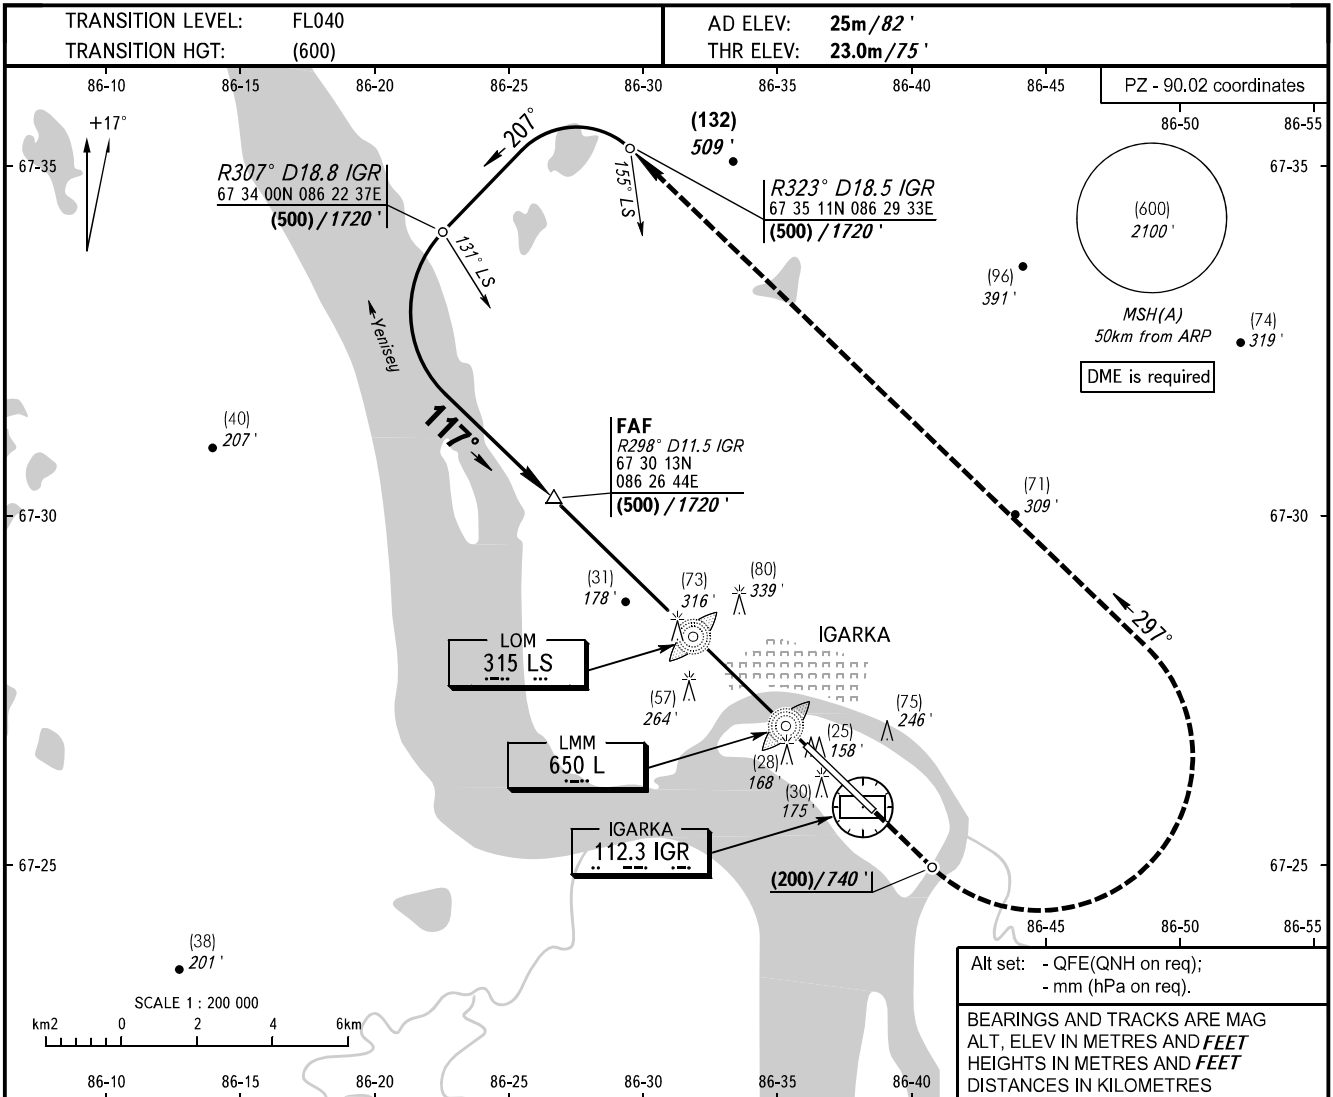 TRANSITION LEVEL: FL040
TRANSITION HGT: (600)
AD ELEV: 25m/82 '
THR ELEV: 23.0m/75 '
86-10 86-15 86-20 86-25 86-30 86-35 86-40 86-45
PZ - 90.02 coordinates
86-50 86-55
+17°
67-35
67-35
207°
(132)
509 '
R307° D18.8 IGR
67 34 00N 086 22 37E
(500) / 1720 '
155° LS
R323° D18.5 IGR
67 35 11N 086 29 33E
(500) / 1720 '
(600)
2100 '
131° LS
(96)
391 '
MSH(A)
50km from ARP
(74)
319 '
DME is required
Yenisey
(40)
207 '
117°
FAF
R298° D11.5 IGR
67 30 13N
086 26 44E
(500) / 1720 '
(71)
309 '
67-30
67-30
(31)
178 '
(73)
316 '
(80)
339 '
297°
IGARKA
LOM
315 LS
(57)
264 '
(75)
246 '
LMM
650 L
(25)
158 '
(28)
168 '
(30)
175 '
IGARKA
112.3 IGR
67-25
67-25
(200)/740 '
86-45 86-50 86-55
(38)
201 '
SCALE 1 : 200 000
km2 0 2 4 6km
Alt set: - QFE(QNH on req);
- mm (hPa on req).
BEARINGS AND TRACKS ARE MAG
ALT, ELEV IN METRES AND FEET
HEIGHTS IN METRES AND FEET
DISTANCES IN KILOMETRES
86-10 86-15 86-20 86-25 86-30 86-35 86-40